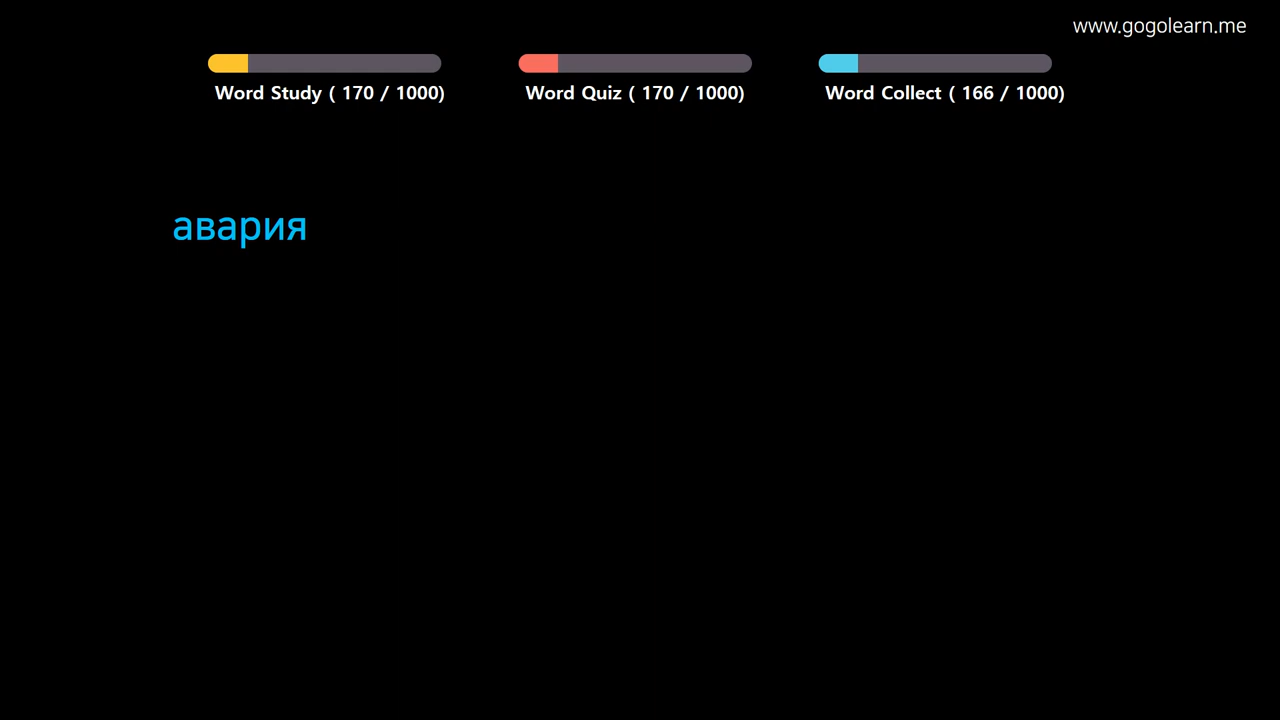 www.gogolearn.me
Word Study ( 170 / 1000)
Word Quiz ( 170 / 1000)
Word Collect ( 166 / 1000)
авария